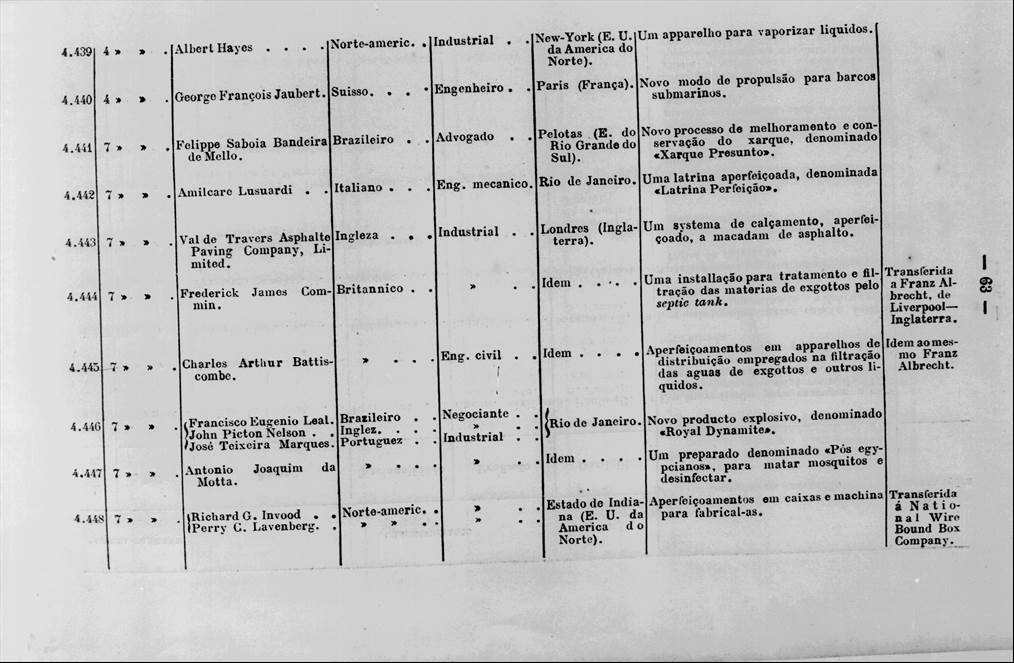 4.439 4 » » . Albert Hayes . . . . Norte-americ. . Industrial . . New-York (E. U. da America do Norte). Um apparelho para vaporizar liquidos.
4.440 4 » » . George François Jaubert. Suisso. . . . Engenheiro . . Paris (França). Novo modo de propulsão para barcos submarinos.
4.441 7 » » . Felippe Saboia Bandeira de Mello. Brazileiro . . Advogado . . Pelotas (E. do Rio Grande do Sul). Novo processo de melhoramento e conservação do xarque, denominado «Xarque Presunto».
4.442 7 » » . Amilcare Lusuardi . . Italiano . . . Eng. mecanico. Rio de Janeiro. Uma latrina aperfeiçoada, denominada «Latrina Perfeição».
4.443 7 » » . Val de Travers Asphalte Paving Company, Limited. Ingleza . . . Industrial . . Londres (Inglaterra). Um systema de calçamento, aperfeiçoado, a macadam de asphalto.
4.444 7 » » . Frederick James Commin. Britannico . . » . . Idem . . . . . Uma installação para tratamento e filtração das materias de exgottos pelo septic tank. Transferida a Franz Albrecht, de Liverpool—Inglaterra.
— 63 —
4.445 7 » » . Charles Arthur Battiscombe. » . . . Eng. civil . . Idem . . . . Aperfeiçoamentos em apparelhos de distribuição empregados na filtração das aguas de exgottos e outros liquidos. Idem ao mesmo Franz Albrecht.
4.446 7 » » . Francisco Eugenio Leal. Brazileiro . . Negociante . . Rio de Janeiro. Novo producto explosivo, denominado «Royal Dynamite».
John Picton Nelson . . Inglez. . . . » . .
José Teixeira Marques. Portuguez . . Industrial . .
4.447 7 » » . Antonio Joaquim da Motta. » . . . » . . Idem . . . . Um preparado denominado «Pós egypcianos», para matar mosquitos e desinfectar.
4.448 7 » » . Richard G. Invood . . Norte-americ. . » . . Estado de Indiana (E. U. da America do Norte). Aperfeiçoamentos em caixas e machina para fabrical-as. Transferida á National Wire Bound Box Company.
Perry C. Lavenberg. . » » . . » . .